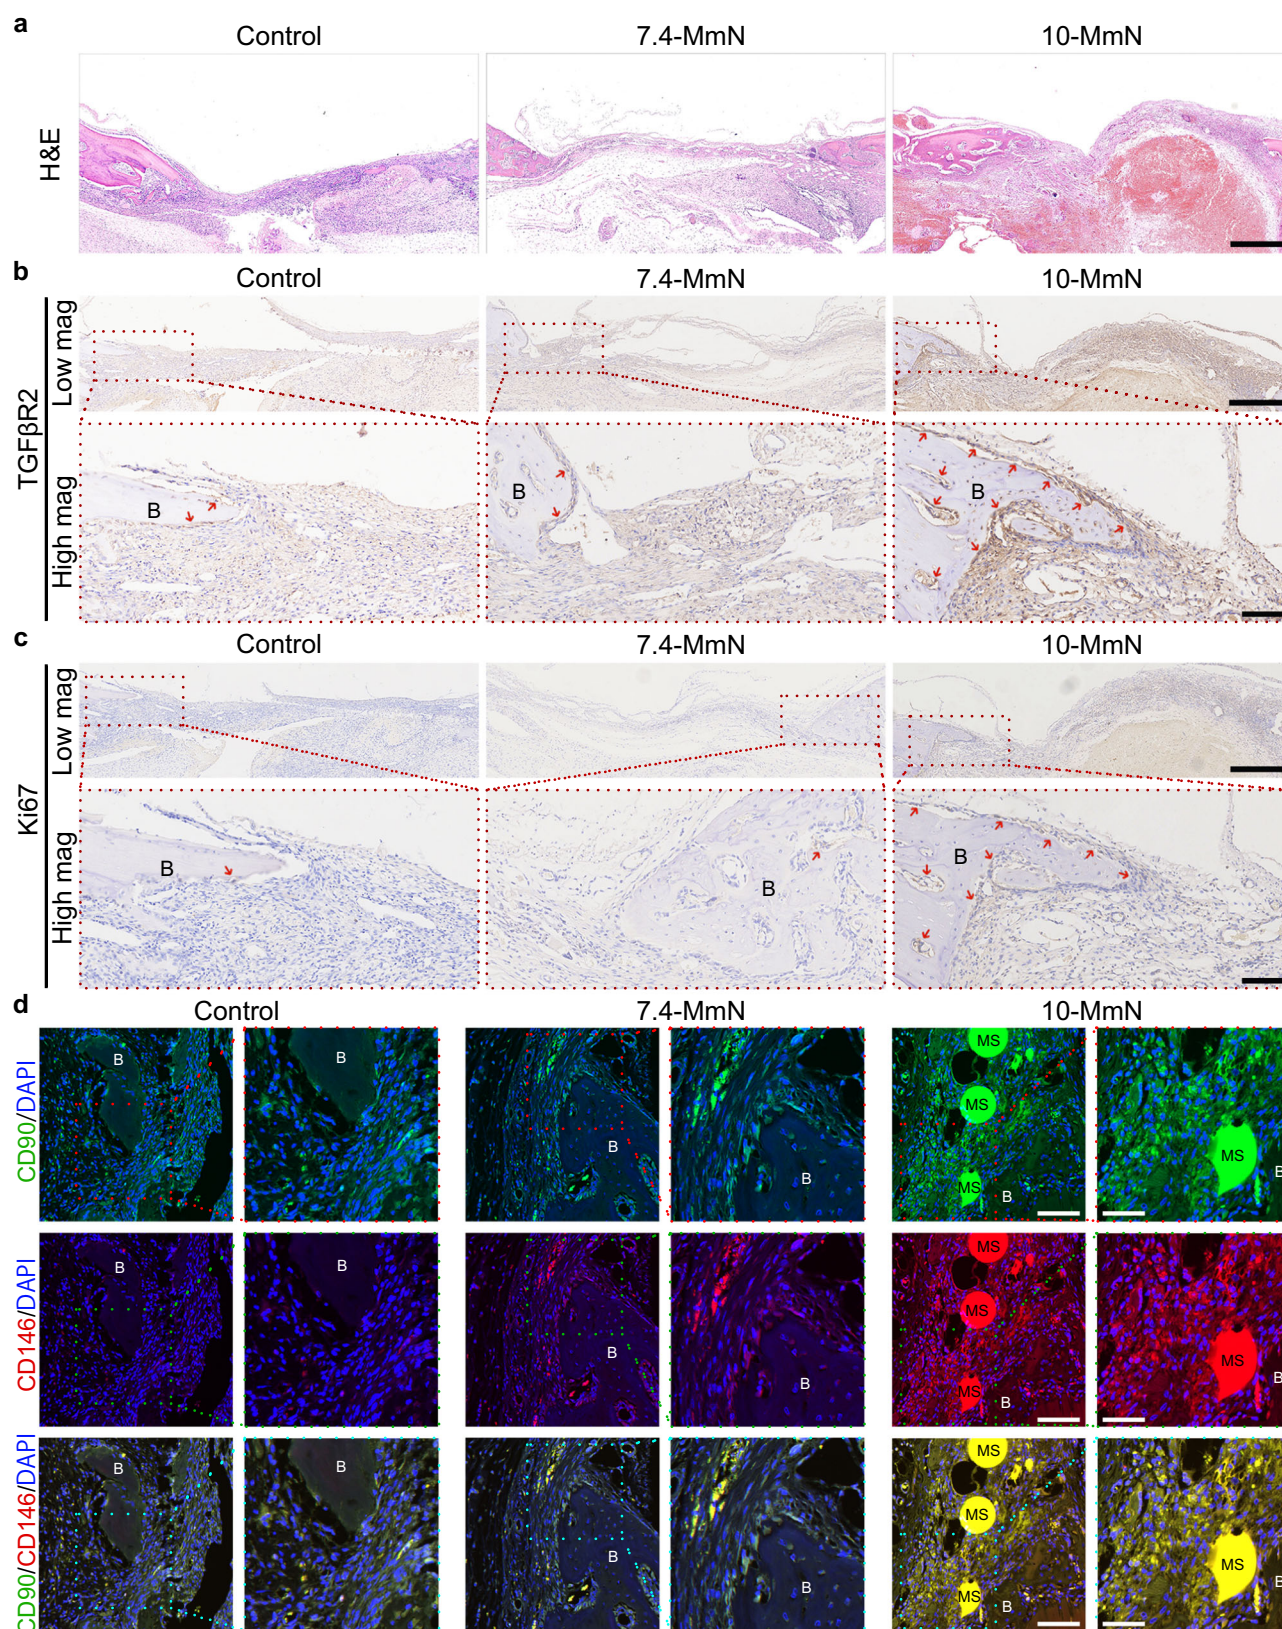 a
Control 7.4-MmN 10-MmN
H&E
b
Control 7.4-MmN 10-MmN
TGFβR2
Low mag
High mag
B B B
c
Control 7.4-MmN 10-MmN
Ki67
Low mag
High mag
B B B
d
Control 7.4-MmN 10-MmN
CD90/DAPI
B B B B MS MS MS B MS B
CD146/DAPI
B B B B MS MS MS B MS B
CD90/CD146/DAPI
B B B B MS MS MS B MS B